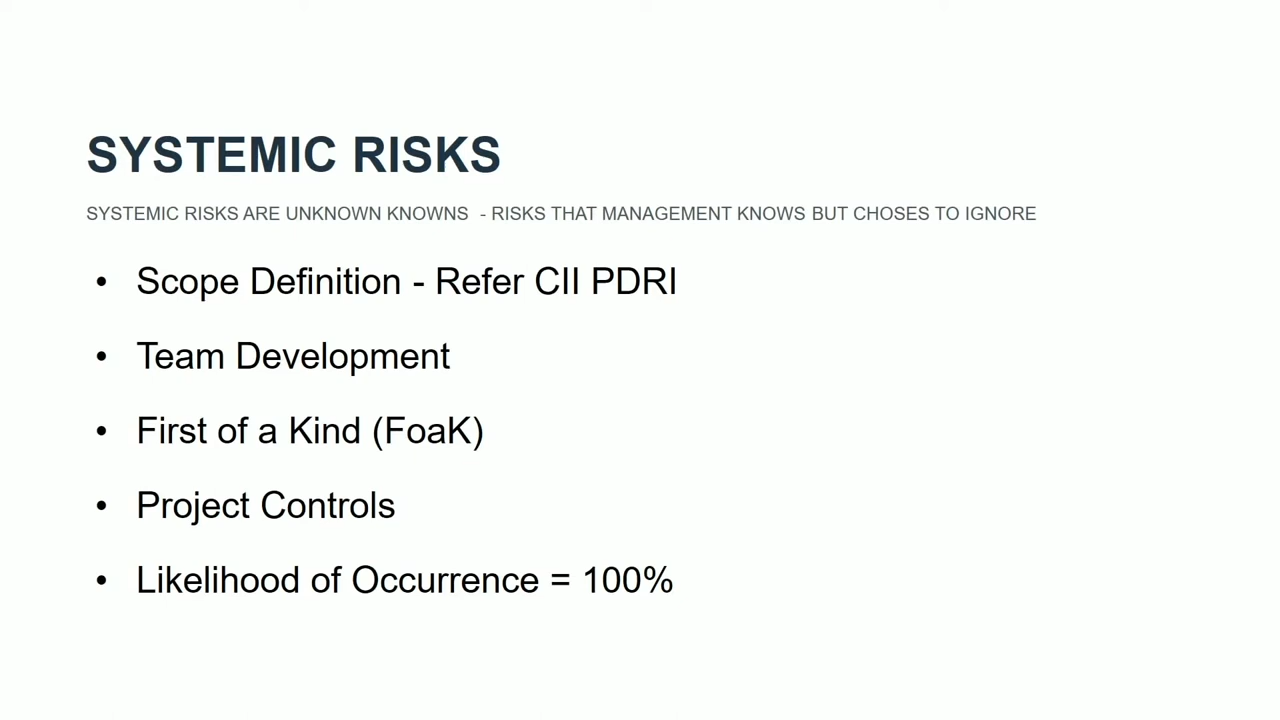 SYSTEMIC RISKS
SYSTEMIC RISKS ARE UNKNOWN KNOWNS - RISKS THAT MANAGEMENT KNOWS BUT CHOSES TO IGNORE
• Scope Definition - Refer CII PDRI
• Team Development
• First of a Kind (FoaK)
• Project Controls
• Likelihood of Occurrence = 100%